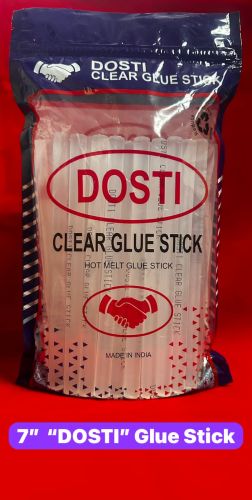 DOSTI
CLEAR GLUE STICK
DOSTI
CLEAR GLUE STICK
HOT MELT GLUE STICK
MADE IN INDIA
7" “DOSTI” Glue Stick